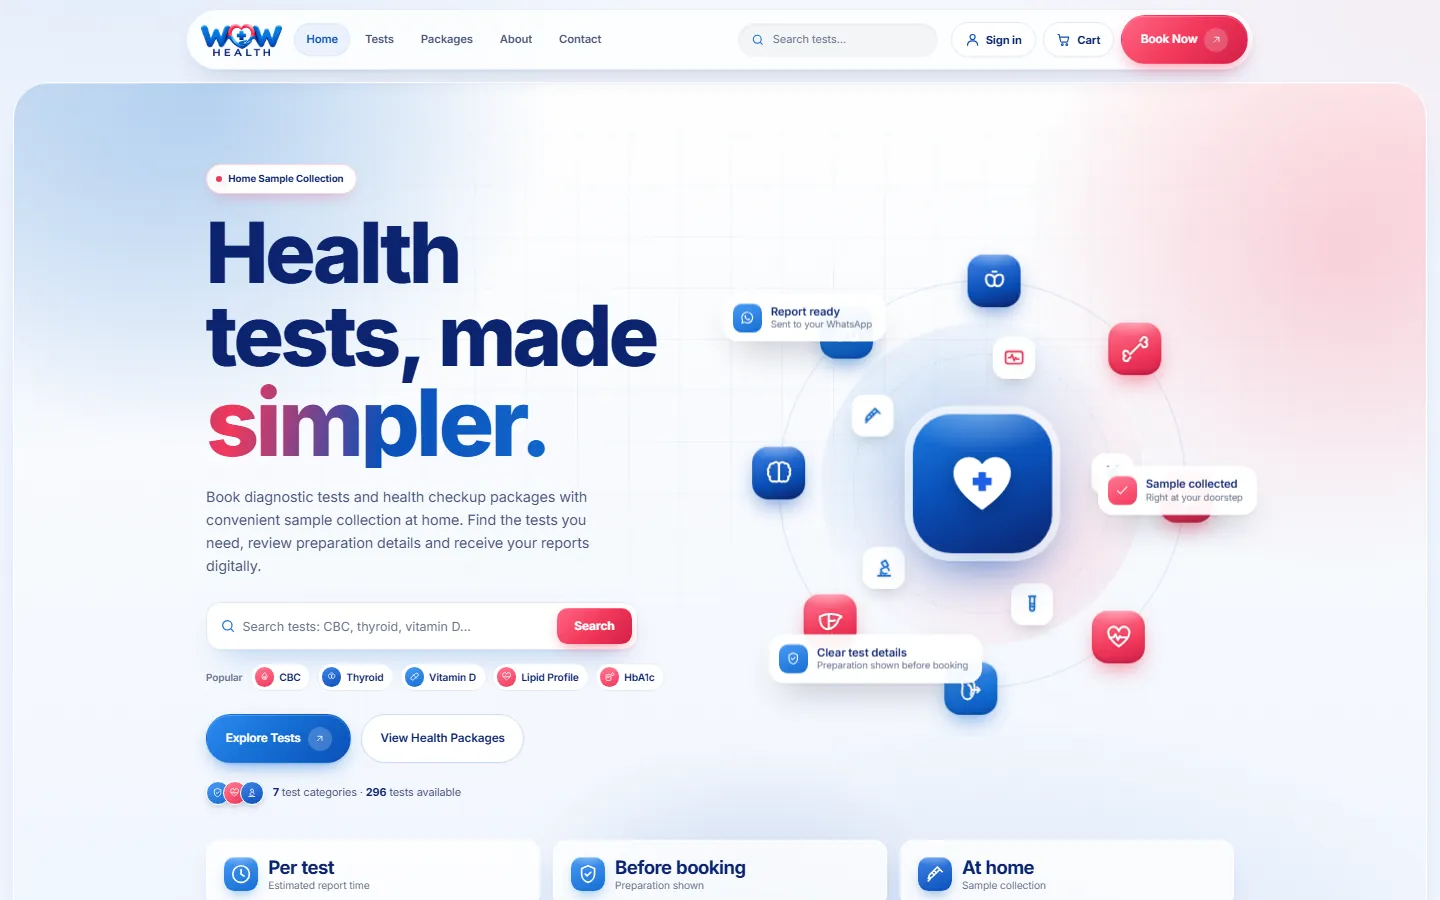 WOW
HEALTH
Home
Tests
Packages
About
Contact
Search tests...
Sign in
Cart
Book Now
Home Sample Collection
Health
tests, made
simpler.
Book diagnostic tests and health checkup packages with
convenient sample collection at home. Find the tests you
need, review preparation details and receive your reports
digitally.
Search tests: CBC, thyroid, vitamin D...
Search
Popular
CBC
Thyroid
Vitamin D
Lipid Profile
HbA1c
Explore Tests
View Health Packages
7 test categories · 296 tests available
Report ready
Sent to your WhatsApp
Sample collected
Right at your doorstep
Clear test details
Preparation shown before booking
Per test
Estimated report time
Before booking
Preparation shown
At home
Sample collection